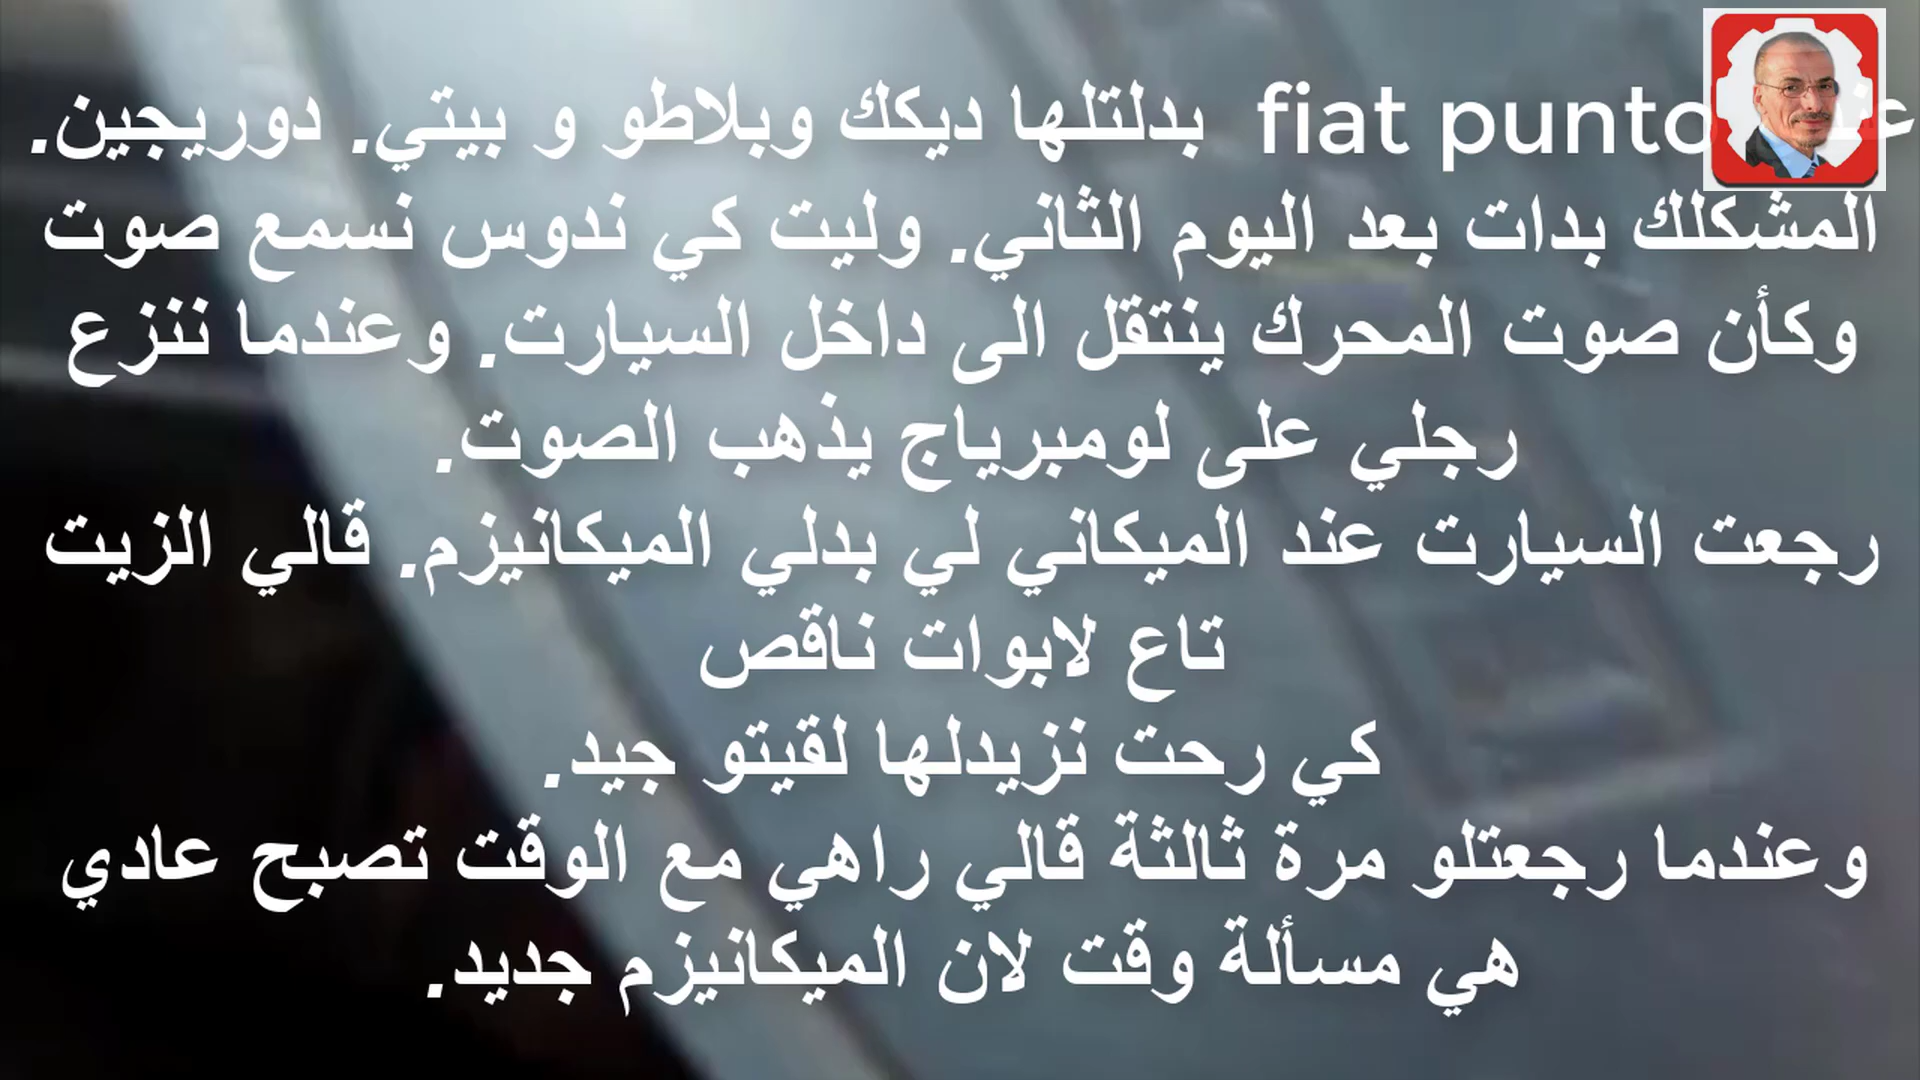 fiat punto بدلتلها ديكك وبلاطو و بيتي. دوريجين.
المشكلك بدات بعد اليوم الثاني. وليت كي ندوس نسمع صوت
وكأن صوت المحرك ينتقل الى داخل السيارت. وعندما ننزع
رجلي على لومبرياج يذهب الصوت.
رجعت السيارت عند الميكاني لي بدلي الميكانيزم. قالي الزيت
تاع لابوات ناقص
كي رحت نزيدلها لقيتو جيد.
وعندما رجعتلو مرة ثالثة قالي راهي مع الوقت تصبح عادي
هي مسألة وقت لان الميكانيزم جديد.